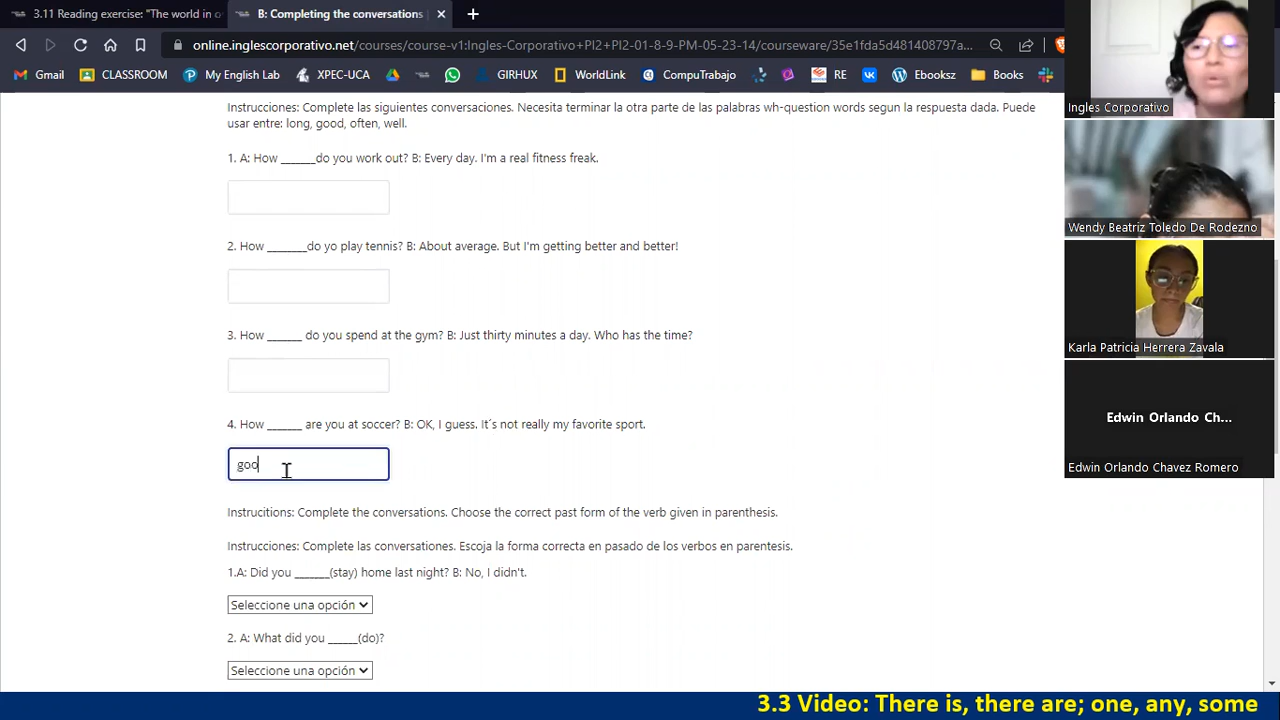 3.11 Reading exercise: "The world in o
B: Completing the conversations
online.inglescorporativo.net/courses/course-v1:Ingles-Corporativo+PI2+PI2-01-8-9-PM-05-23-14/courseware/35e1fda5d481408797a...
Gmail CLASSROOM My English Lab XPEC-UCA GIRHUX WorldLink CompuTrabajo RE Ebooksz Books
Instrucciones: Complete las siguientes conversaciones. Necesita terminar la otra parte de las palabras wh-question words segun la respuesta dada. Puede
usar entre: long, good, often, well.
1. A: How ______do you work out? B: Every day. I'm a real fitness freak.
2. How _______do yo play tennis? B: About average. But I'm getting better and better!
3. How ______ do you spend at the gym? B: Just thirty minutes a day. Who has the time?
4. How ______ are you at soccer? B: OK, I guess. It´s not really my favorite sport.
goo
Instrucitions: Complete the conversations. Choose the correct past form of the verb given in parenthesis.
Instrucciones: Complete las conversationes. Escoja la forma correcta en pasado de los verbos en parentesis.
1.A: Did you ______(stay) home last night? B: No, I didn't.
Seleccione una opción
2. A: What did you _____(do)?
Seleccione una opción
Ingles Corporativo
Wendy Beatriz Toledo De Rodezno
Karla Patricia Herrera Zavala
Edwin Orlando Ch...
Edwin Orlando Chavez Romero
3.3 Video: There is, there are; one, any, some